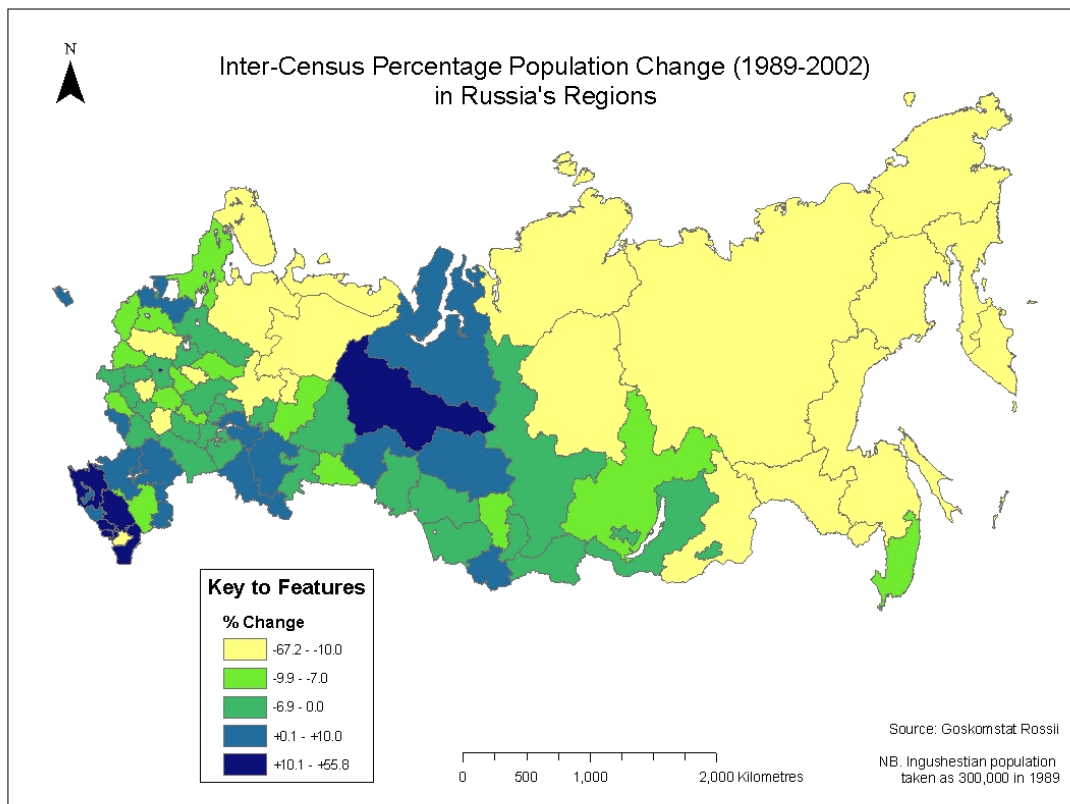 N
Inter-Census Percentage Population Change (1989-2002)
in Russia's Regions
Key to Features
% Change
-67.2 - -10.0
-9.9 - -7.0
-6.9 - 0.0
+0.1 - +10.0
+10.1 - +55.8
0 500 1,000 2,000 Kilometres
Source: Goskomstat Rossii
NB. Ingushestian population
taken as 300,000 in 1989